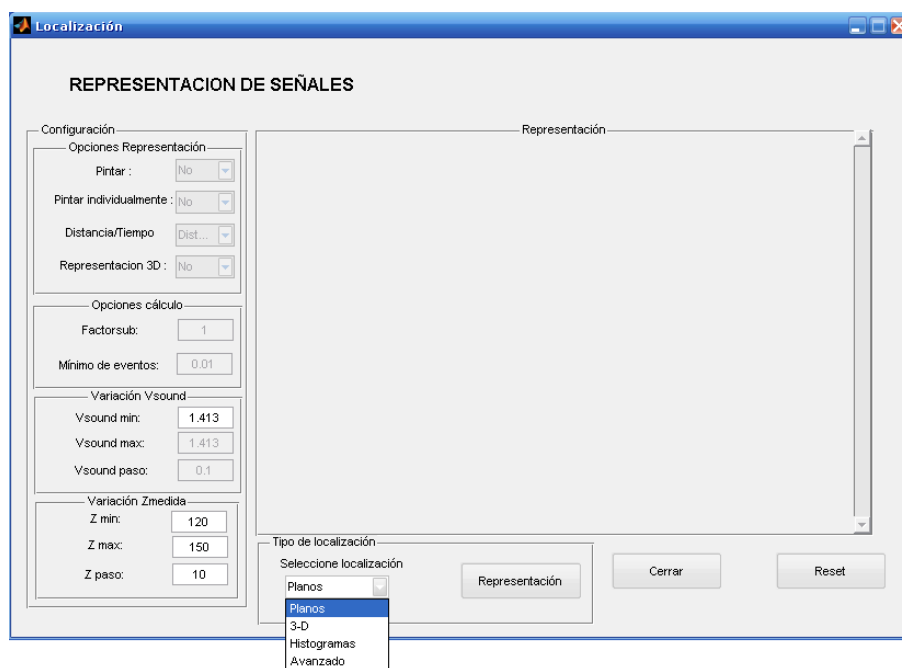 Localización
REPRESENTACION DE SEÑALES
Configuración
Opciones Representación
Pintar : No
Pintar individualmente : No
Distancia/Tiempo Dist...
Representacion 3D : No
Opciones cálculo
Factorsub: 1
Mínimo de eventos: 0.01
Variación Vsound
Vsound min: 1.413
Vsound max: 1.413
Vsound paso: 0.1
Variación Zmedida
Z min: 120
Z max: 150
Z paso: 10
Representación
Tipo de localización
Seleccione localización
Planos
Planos
3-D
Histogramas
Avanzado
Representación
Cerrar
Reset